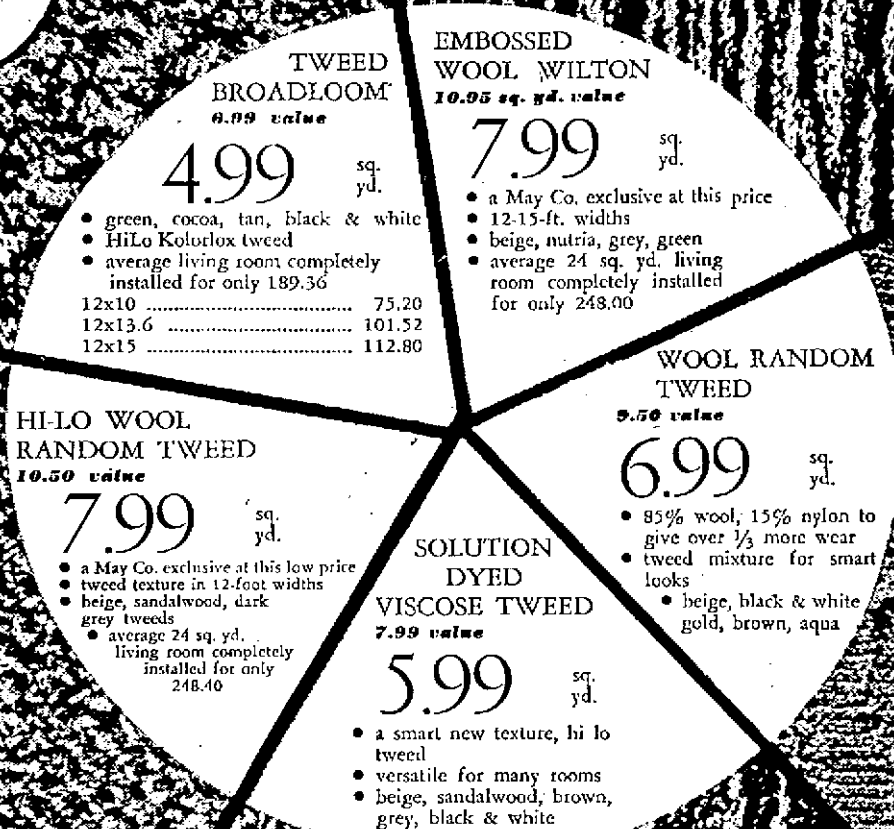 TWEED
BROADLOOM
6.99 value
4.99 sq. yd.
● green, cocoa, tan, black & white
● HiLo Kolorlox tweed
● average living room completely
installed for only 189.36
12x10 ................................ 75.20
12x13.6 ............................ 101.52
12x15 ............................... 112.80
EMBOSSED
WOOL WILTON
10.95 sq. yd. value
7.99 sq. yd.
● a May Co. exclusive at this price
● 12-15-ft. widths
● beige, nutria, grey, green
● average 24 sq. yd. living
room completely installed
for only 248.00
WOOL RANDOM
TWEED
9.50 value
6.99 sq. yd.
● 85% wool, 15% nylon to
give over 1/3 more wear
● tweed mixture for smart
looks
● beige, black & white
gold, brown, aqua
HI-LO WOOL
RANDOM TWEED
10.50 value
7.99 sq. yd.
● a May Co. exclusive at this low price
● tweed texture in 12-foot widths
● beige, sandalwood, dark
grey tweeds
● average 24 sq. yd.
living room completely
installed for only
248.40
SOLUTION
DYED
VISCOSE TWEED
7.99 value
5.99 sq. yd.
● a smart new texture, hi lo
tweed
● versatile for many rooms
● beige, sandalwood, brown,
grey, black & white